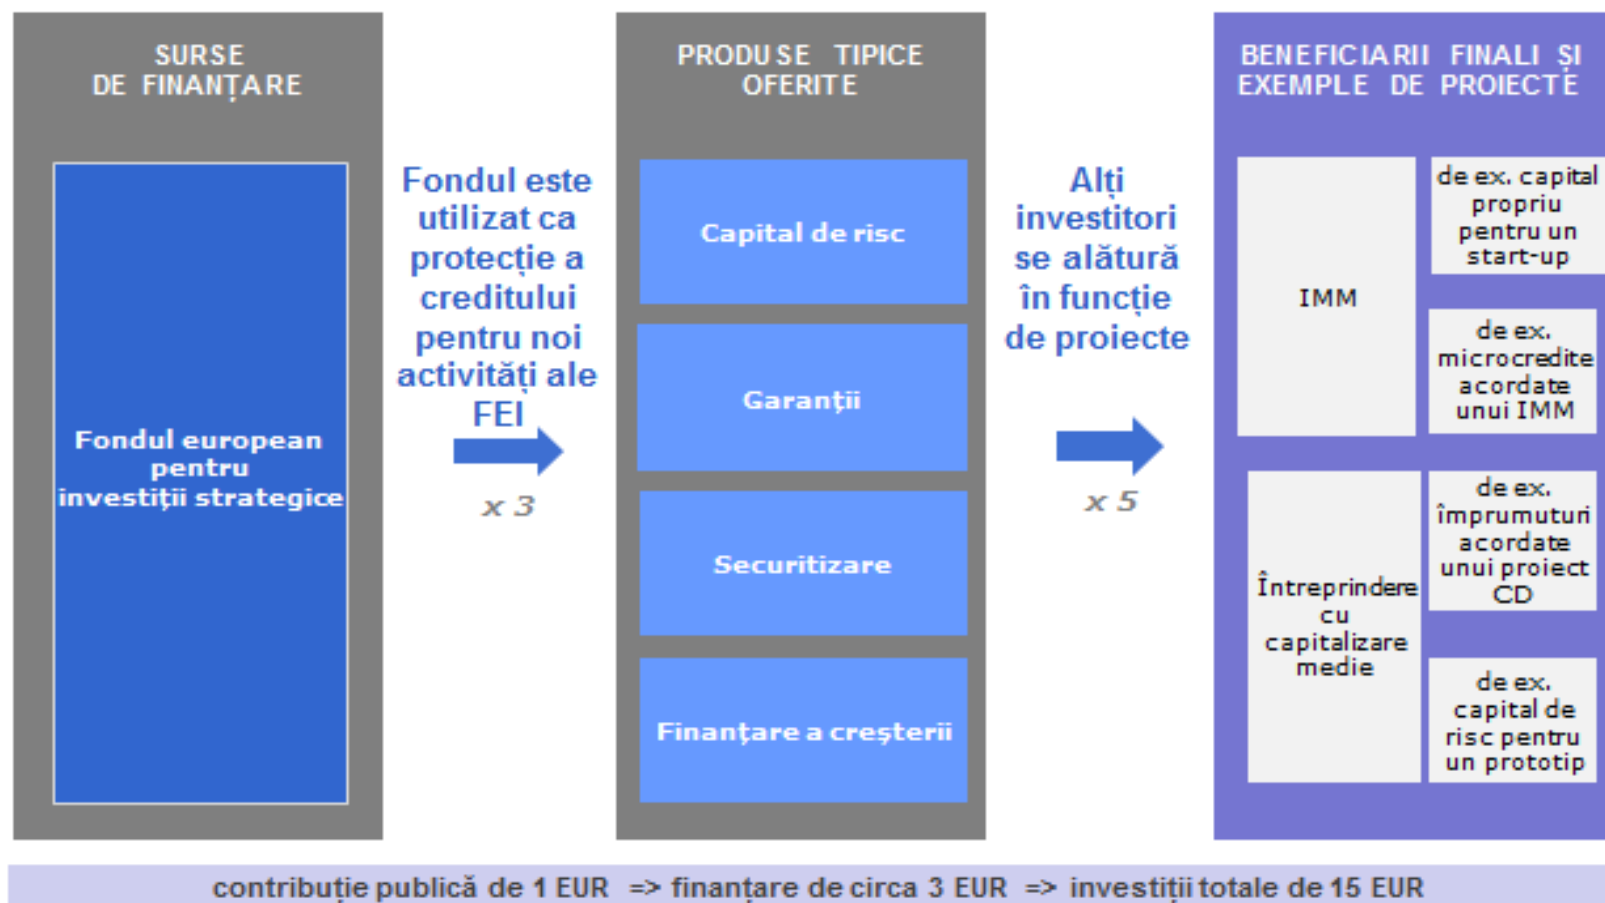 SURSE
DE FINANȚARE
Fondul european
pentru
investiții strategice
Fondul este
utilizat ca
protecție a
creditului
pentru noi
activități ale
FEI
x 3
PRODUSE TIPICE
OFERITE
Capital de risc
Garanții
Securitizare
Finanțare a creșterii
Alți
investitori
se alătură
în funcție
de proiecte
x 5
BENEFICIARII FINALI ȘI
EXEMPLE DE PROIECTE
IMM
de ex. capital
propriu
pentru un
start-up
de ex.
microcredite
acordate
unui IMM
Întreprindere
cu
capitalizare
medie
de ex.
împrumuturi
acordate
unui proiect
CD
de ex.
capital de
risc pentru
un prototip
contribuție publică de 1 EUR => finanțare de circa 3 EUR => investiții totale de 15 EUR